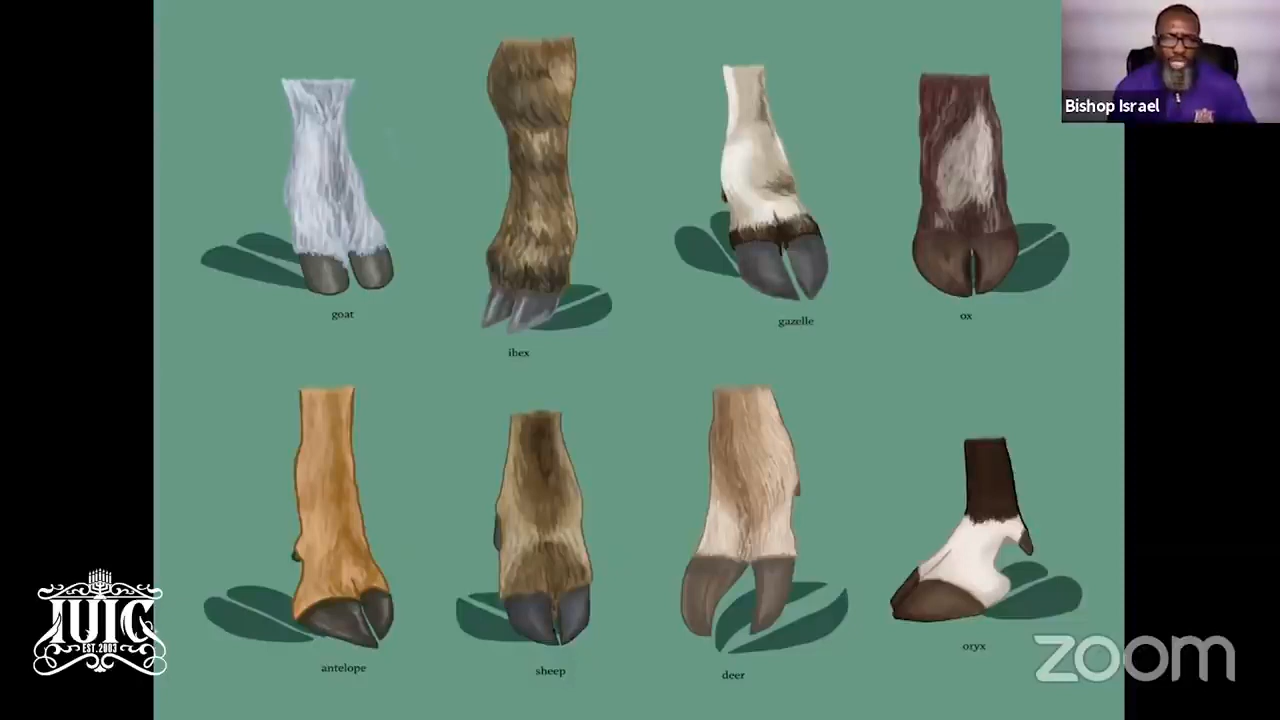 Bishop Israel
goat
ibex
gazelle
ox
antelope
sheep
deer
oryx
IUIC
EST. 2003
zoom